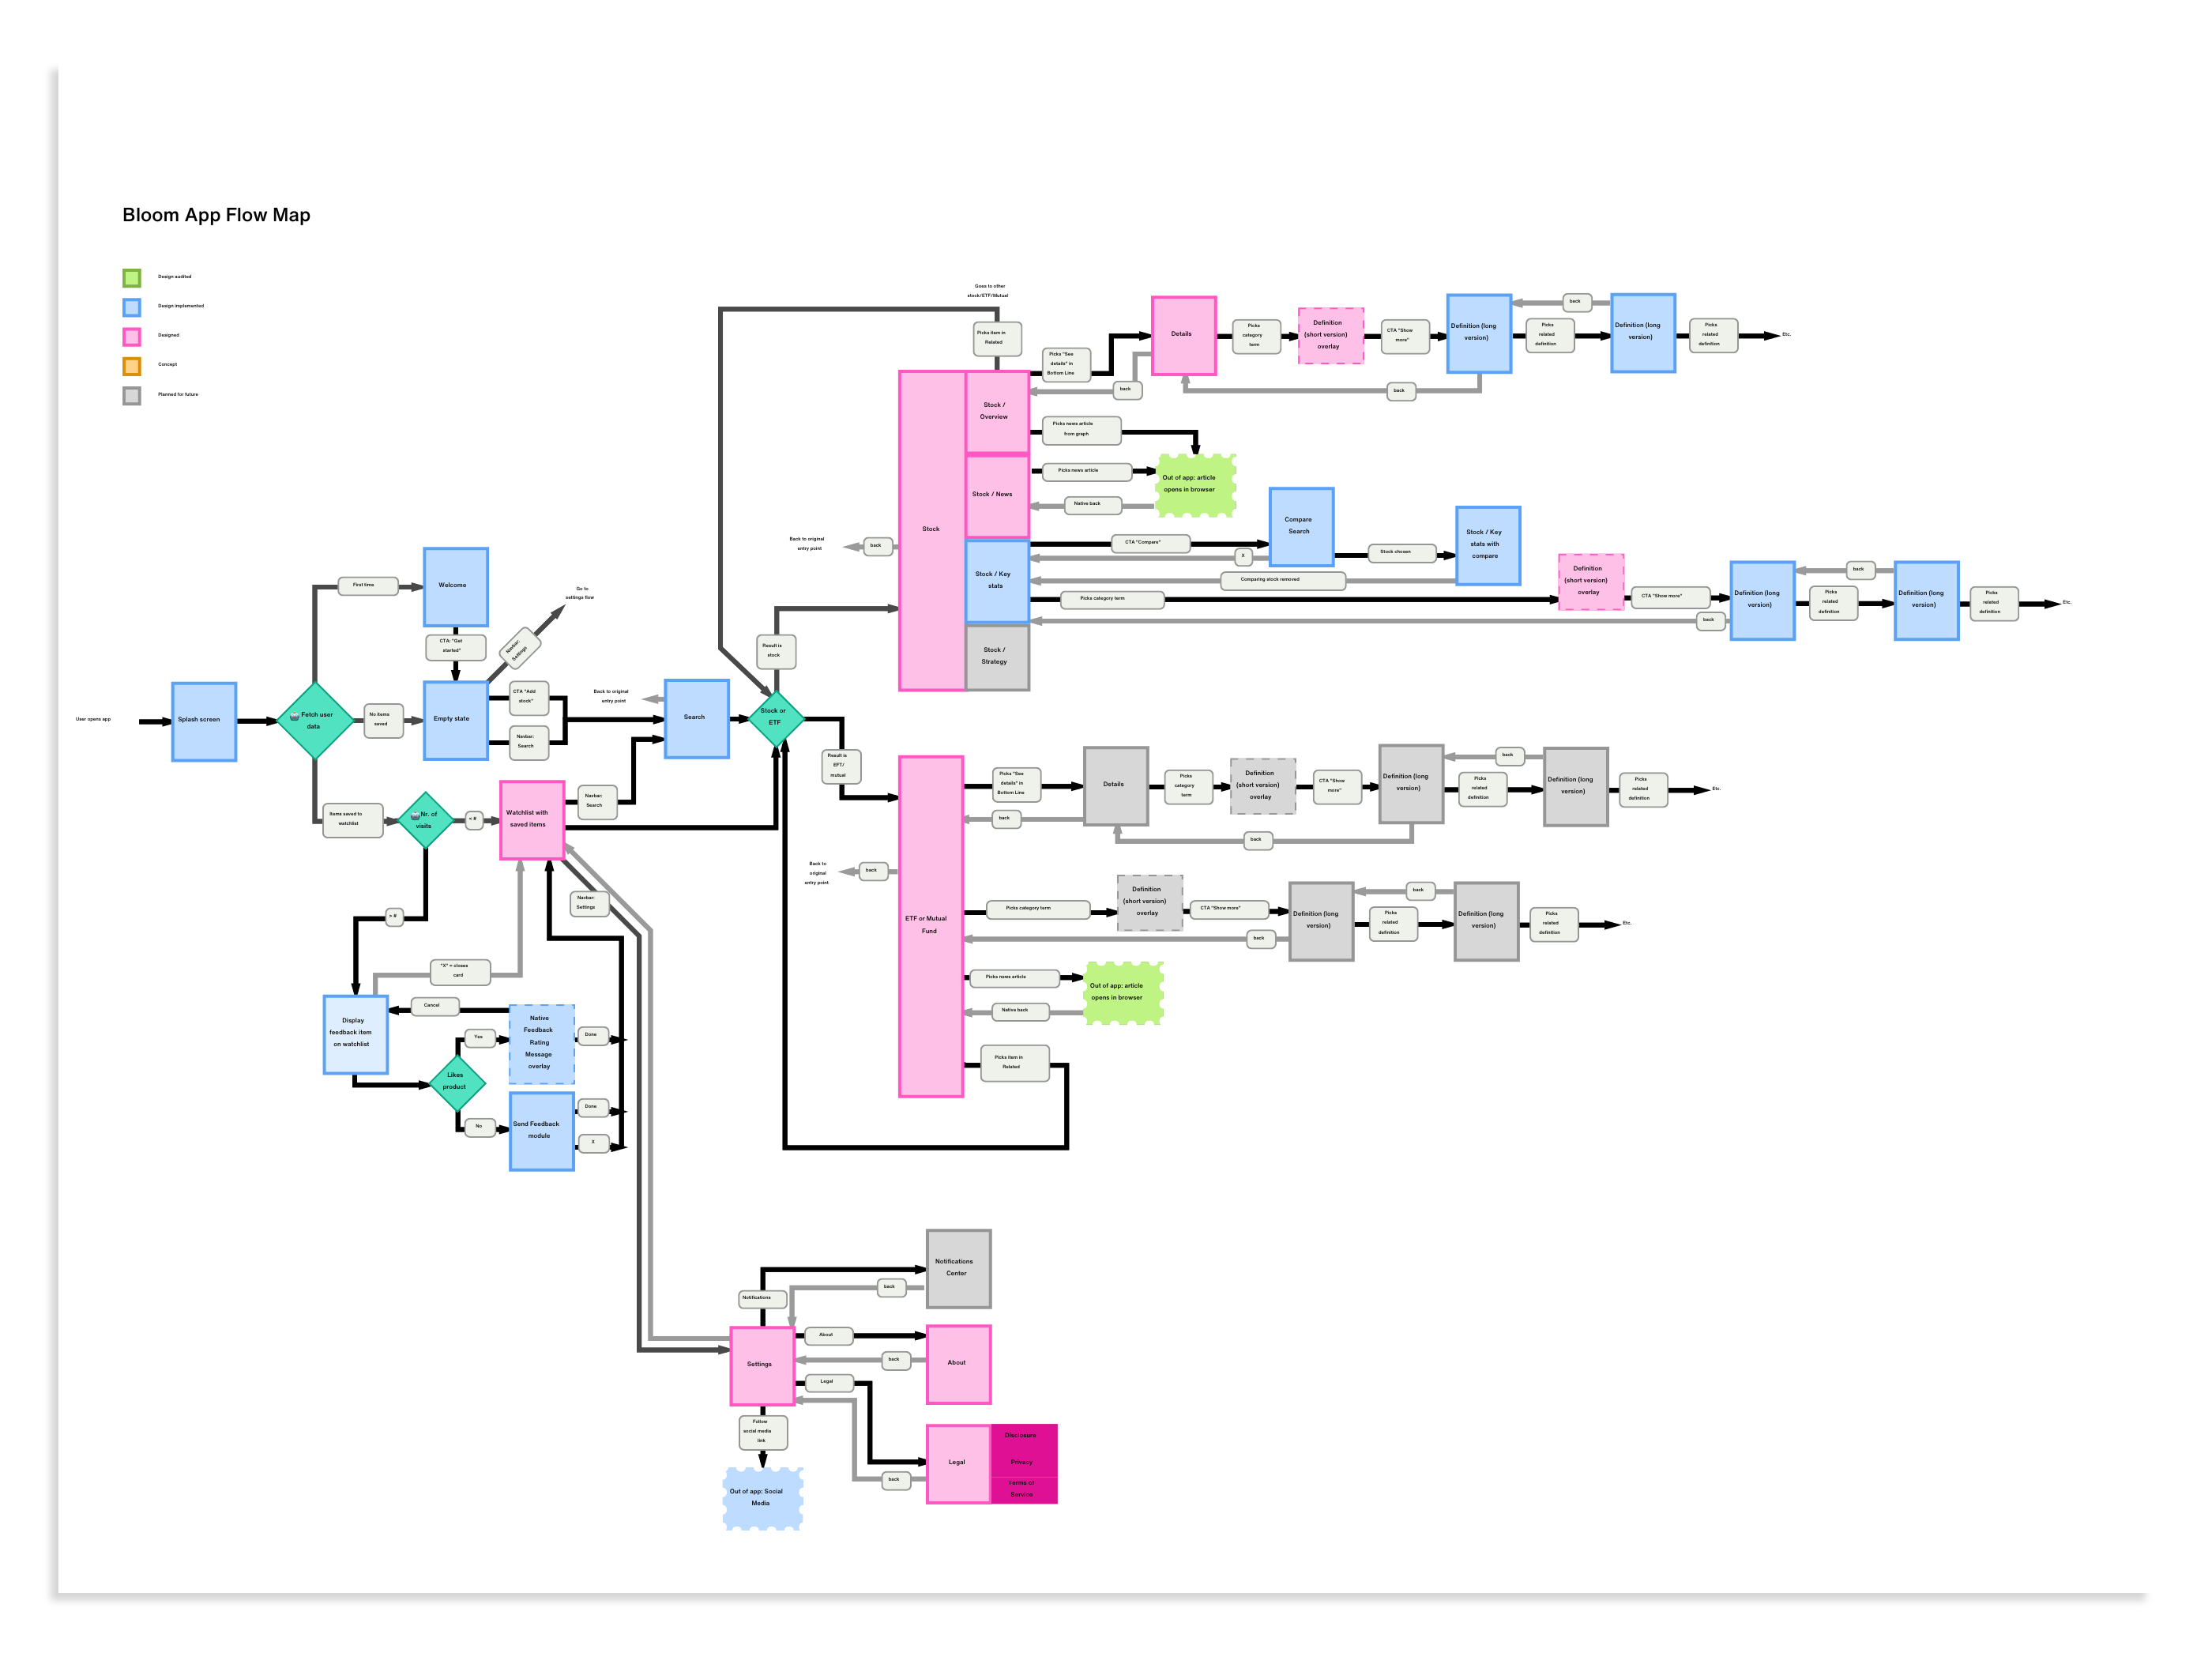 Bloom App Flow Map
Design audited
Design implemented
Designed
Concept
Planned for future
User opens app
Splash screen
Fetch user
data
First time
Welcome
CTA: "Get
started"
No items
saved
Empty state
Navbar:
Settings
Go to
settings flow
CTA "Add
stock"
Navbar:
Search
Back to original
entry point
Search
Items saved to
watchlist
Nr. of
visits
< #
Watchlist with
saved items
Navbar:
Search
Navbar:
Settings
> #
"X" = closes
card
Display
feedback item
on watchlist
Cancel
Native
Feedback
Rating
Message
overlay
Yes
Done
Likes
product
No
Send Feedback
module
Done
X
Stock or
ETF
Result is
stock
Result is
EFT/
mutual
Goes to other
stock/ETF/Mutual
Picks item in
Related
Stock
Back to original
entry point
back
Stock /
Overview
Stock / News
Stock / Key
stats
Stock /
Strategy
Picks "See
details" in
Bottom Line
back
Details
Picks
category
term
Definition
(short version)
overlay
CTA "Show
more"
Definition (long
version)
back
Picks
related
definition
Definition (long
version)
Picks
related
definition
Etc.
back
Picks news article
from graph
Picks news article
Native back
Out of app: article
opens in browser
CTA "Compare"
X
Compare
Search
Stock chosen
Stock / Key
stats with
compare
Comparing stock removed
Picks category term
Definition
(short version)
overlay
CTA "Show more"
Definition (long
version)
back
Picks
related
definition
Definition (long
version)
Picks
related
definition
Etc.
back
ETF or Mutual
Fund
Back to
original
entry point
back
Picks "See
details" in
Bottom Line
back
Details
Picks
category
term
Definition
(short version)
overlay
CTA "Show
more"
Definition (long
version)
back
Picks
related
definition
Definition (long
version)
Picks
related
definition
Etc.
back
Picks category term
Definition
(short version)
overlay
CTA "Show more"
Definition (long
version)
back
Picks
related
definition
Definition (long
version)
Picks
related
definition
Etc.
back
Picks news article
Native back
Out of app: article
opens in browser
Picks item in
Related
Notifications
Center
back
Notifications
Settings
About
back
About
Legal
back
Legal
Disclosure
Privacy
Terms of
Service
Follow
social media
link
Out of app: Social
Media